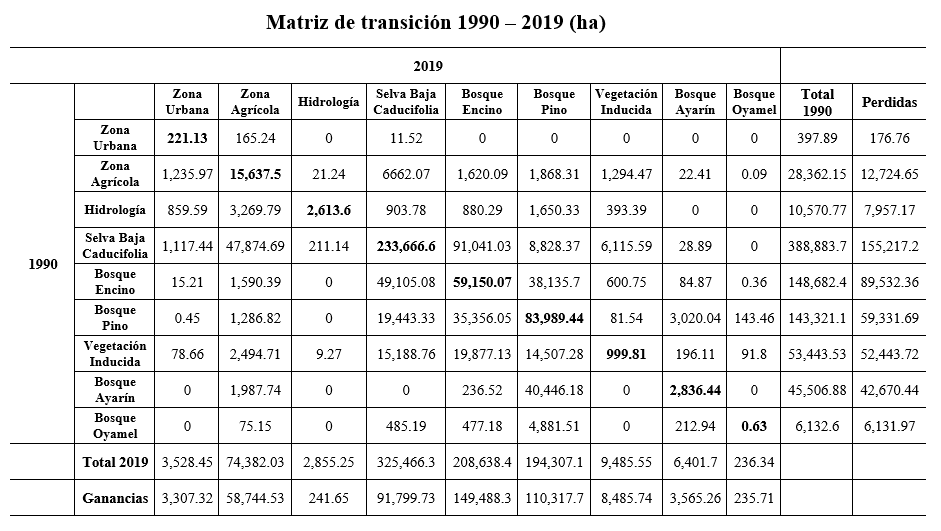 Matriz de transición 1990 – 2019 (ha)
2019
Zona Urbana Zona Agrícola Hidrología Selva Baja Caducifolia Bosque Encino Bosque Pino Vegetación Inducida Bosque Ayarín Bosque Oyamel Total 1990 Perdidas
1990
Zona Urbana 221.13 165.24 0 11.52 0 0 0 0 0 397.89 176.76
Zona Agrícola 1,235.97 15,637.5 21.24 6662.07 1,620.09 1,868.31 1,294.47 22.41 0.09 28,362.15 12,724.65
Hidrología 859.59 3,269.79 2,613.6 903.78 880.29 1,650.33 393.39 0 0 10,570.77 7,957.17
Selva Baja Caducifolia 1,117.44 47,874.69 211.14 233,666.6 91,041.03 8,828.37 6,115.59 28.89 0 388,883.7 155,217.2
Bosque Encino 15.21 1,590.39 0 49,105.08 59,150.07 38,135.7 600.75 84.87 0.36 148,682.4 89,532.36
Bosque Pino 0.45 1,286.82 0 19,443.33 35,356.05 83,989.44 81.54 3,020.04 143.46 143,321.1 59,331.69
Vegetación Inducida 78.66 2,494.71 9.27 15,188.76 19,877.13 14,507.28 999.81 196.11 91.8 53,443.53 52,443.72
Bosque Ayarín 0 1,987.74 0 0 236.52 40,446.18 0 2,836.44 0 45,506.88 42,670.44
Bosque Oyamel 0 75.15 0 485.19 477.18 4,881.51 0 212.94 0.63 6,132.6 6,131.97
Total 2019 3,528.45 74,382.03 2,855.25 325,466.3 208,638.4 194,307.1 9,485.55 6,401.7 236.34
Ganancias 3,307.32 58,744.53 241.65 91,799.73 149,488.3 110,317.7 8,485.74 3,565.26 235.71